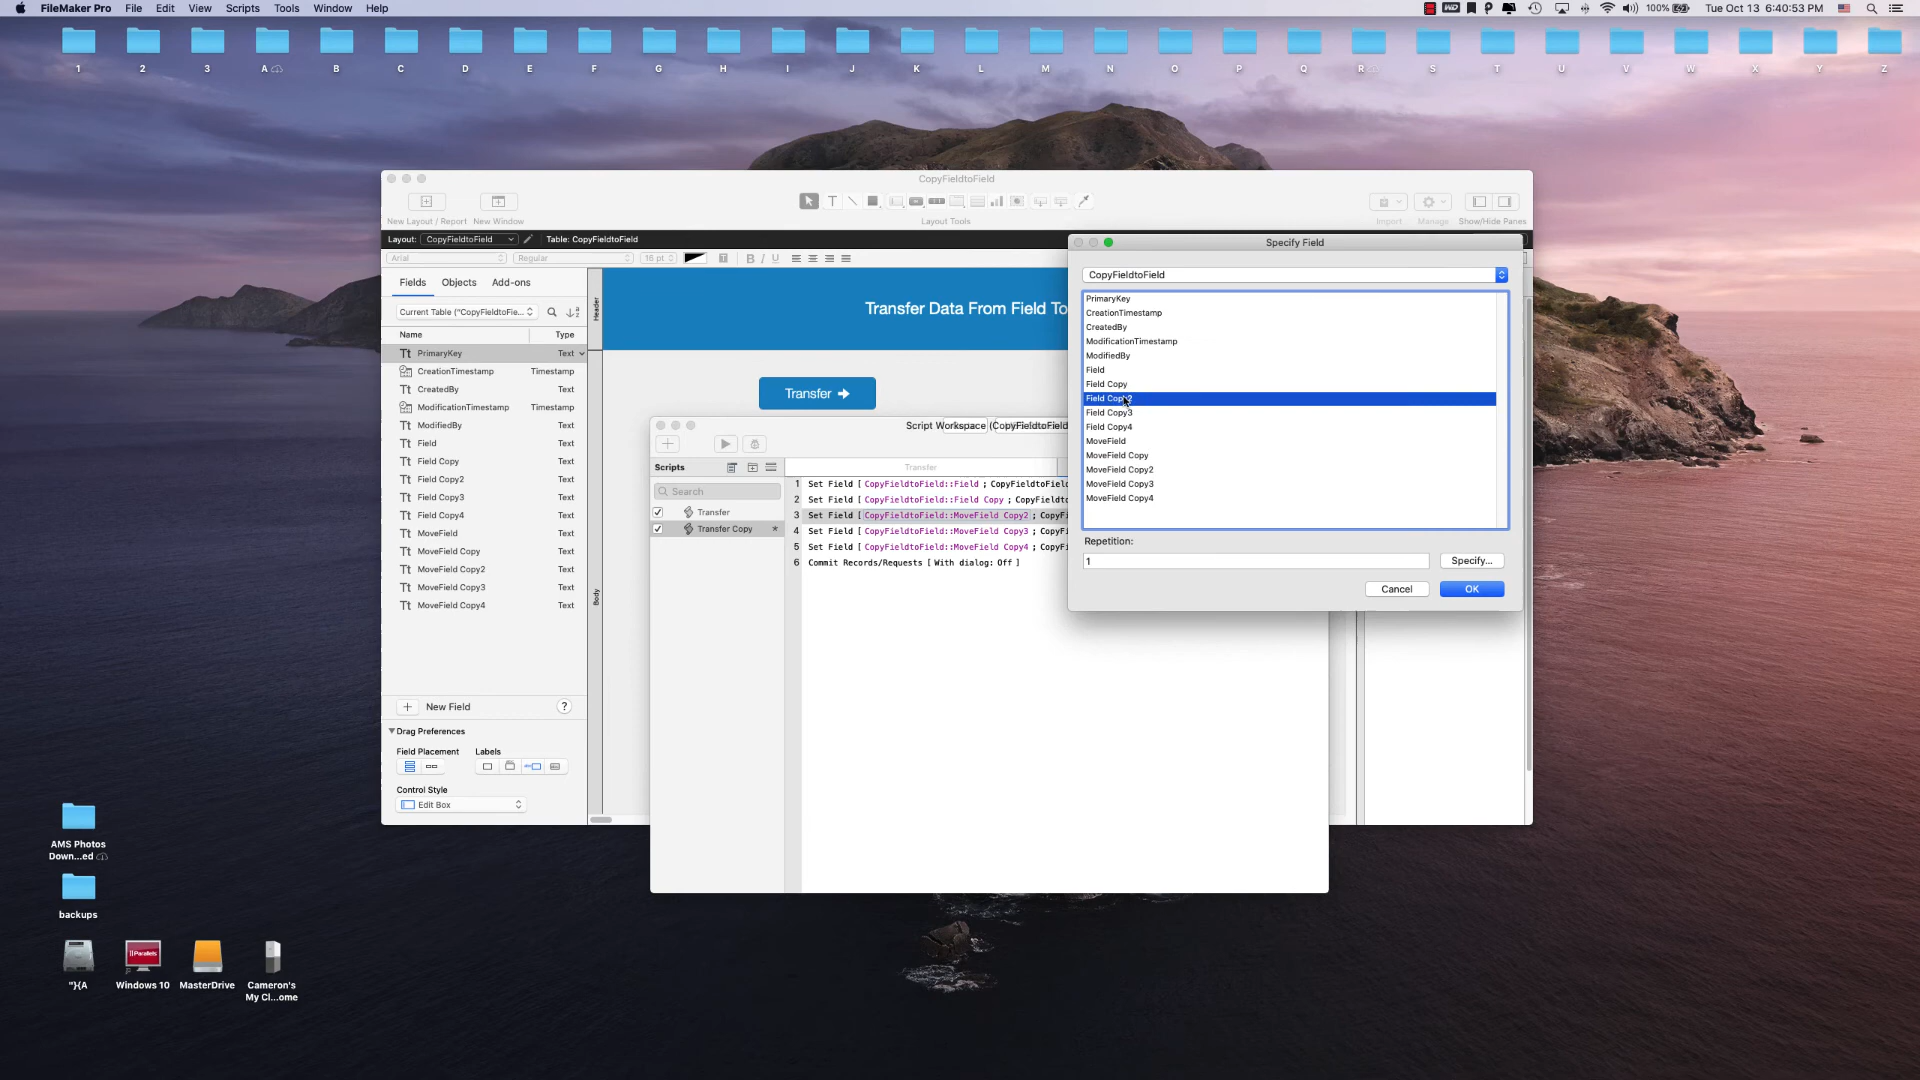 FileMaker Pro File Edit View Scripts Tools Window Help 100% Tue Oct 13 6:40:53 PM
1 2 3 A B C D E F G H I J K L M N O P Q R S T U V W X Y Z
CopyFieldtoField
New Layout / Report New Window Layout Tools Import Manage Show/Hide Panes
Layout: CopyFieldtoField Table: CopyFieldtoField
Arial Regular 16 pt B I U
Fields Objects Add-ons
Current Table ("CopyFieldtoFie...
Name Type
PrimaryKey Text
CreationTimestamp Timestamp
CreatedBy Text
ModificationTimestamp Timestamp
ModifiedBy Text
Field Text
Field Copy Text
Field Copy2 Text
Field Copy3 Text
Field Copy4 Text
MoveField Text
MoveField Copy Text
MoveField Copy2 Text
MoveField Copy3 Text
MoveField Copy4 Text
New Field ?
Drag Preferences
Field Placement Labels
Control Style
Edit Box
Header
Body
Transfer Data From Field To
Transfer
Script Workspace (CopyFieldtoField
Scripts
Transfer
Search
Transfer
Transfer Copy *
1 Set Field [ CopyFieldtoField::Field ; CopyFieldtoField
2 Set Field [ CopyFieldtoField::Field Copy ; CopyFieldto
3 Set Field [ CopyFieldtoField::MoveField Copy2 ; CopyFi
4 Set Field [ CopyFieldtoField::MoveField Copy3 ; CopyFi
5 Set Field [ CopyFieldtoField::MoveField Copy4 ; CopyFi
6 Commit Records/Requests [ With dialog: Off ]
Specify Field
CopyFieldtoField
PrimaryKey
CreationTimestamp
CreatedBy
ModificationTimestamp
ModifiedBy
Field
Field Copy
Field Copy2
Field Copy3
Field Copy4
MoveField
MoveField Copy
MoveField Copy2
MoveField Copy3
MoveField Copy4
Repetition:
1 Specify...
Cancel OK
AMS Photos
Down...ed
backups
Parallels
"}{A Windows 10 MasterDrive Cameron's
My Cl...ome